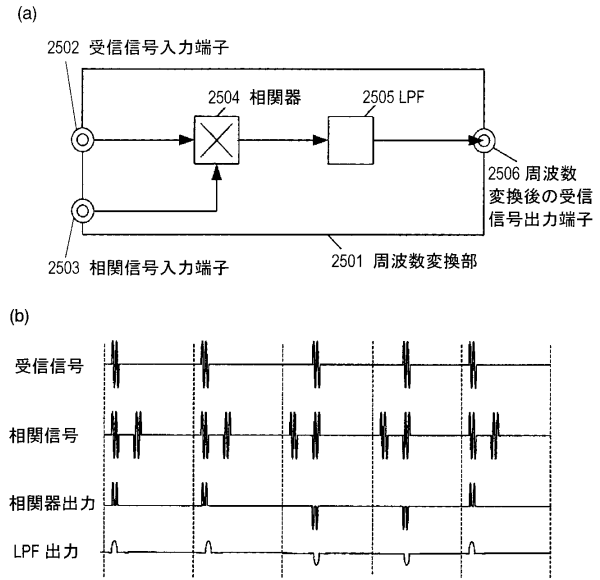 (a)
2502 受信信号入力端子
2504 相関器
2505 LPF
2506 周波数
変換後の受信
信号出力端子
2501 周波数変換部
2503 相関信号入力端子
(b)
受信信号
相関信号
相関器出力
LPF 出力